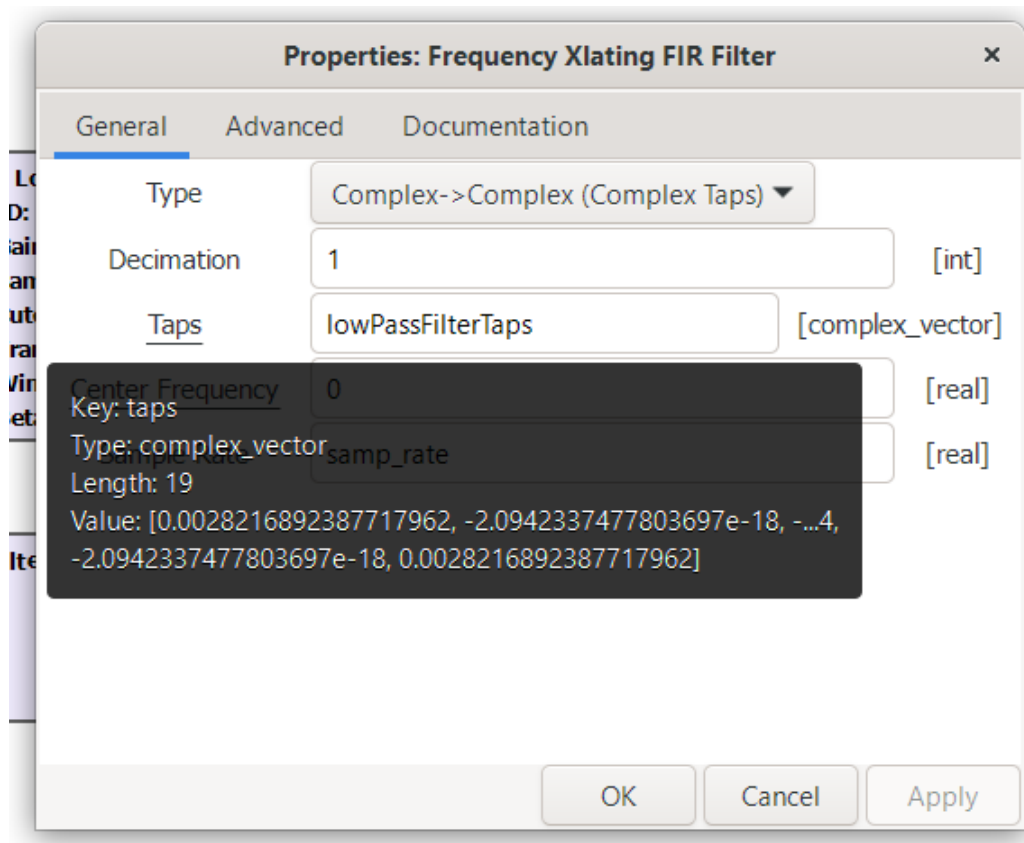 Properties: Frequency Xlating FIR Filter ×
General Advanced Documentation
Type Complex->Complex (Complex Taps)
Decimation 1 [int]
Taps lowPassFilterTaps [complex_vector]
Center Frequency 0 [real]
Sample Rate samp_rate [real]
Key: taps
Type: complex_vector
Length: 19
Value: [0.0028216892387717962, -2.0942337477803697e-18, -...4,
-2.0942337477803697e-18, 0.0028216892387717962]
OK Cancel Apply